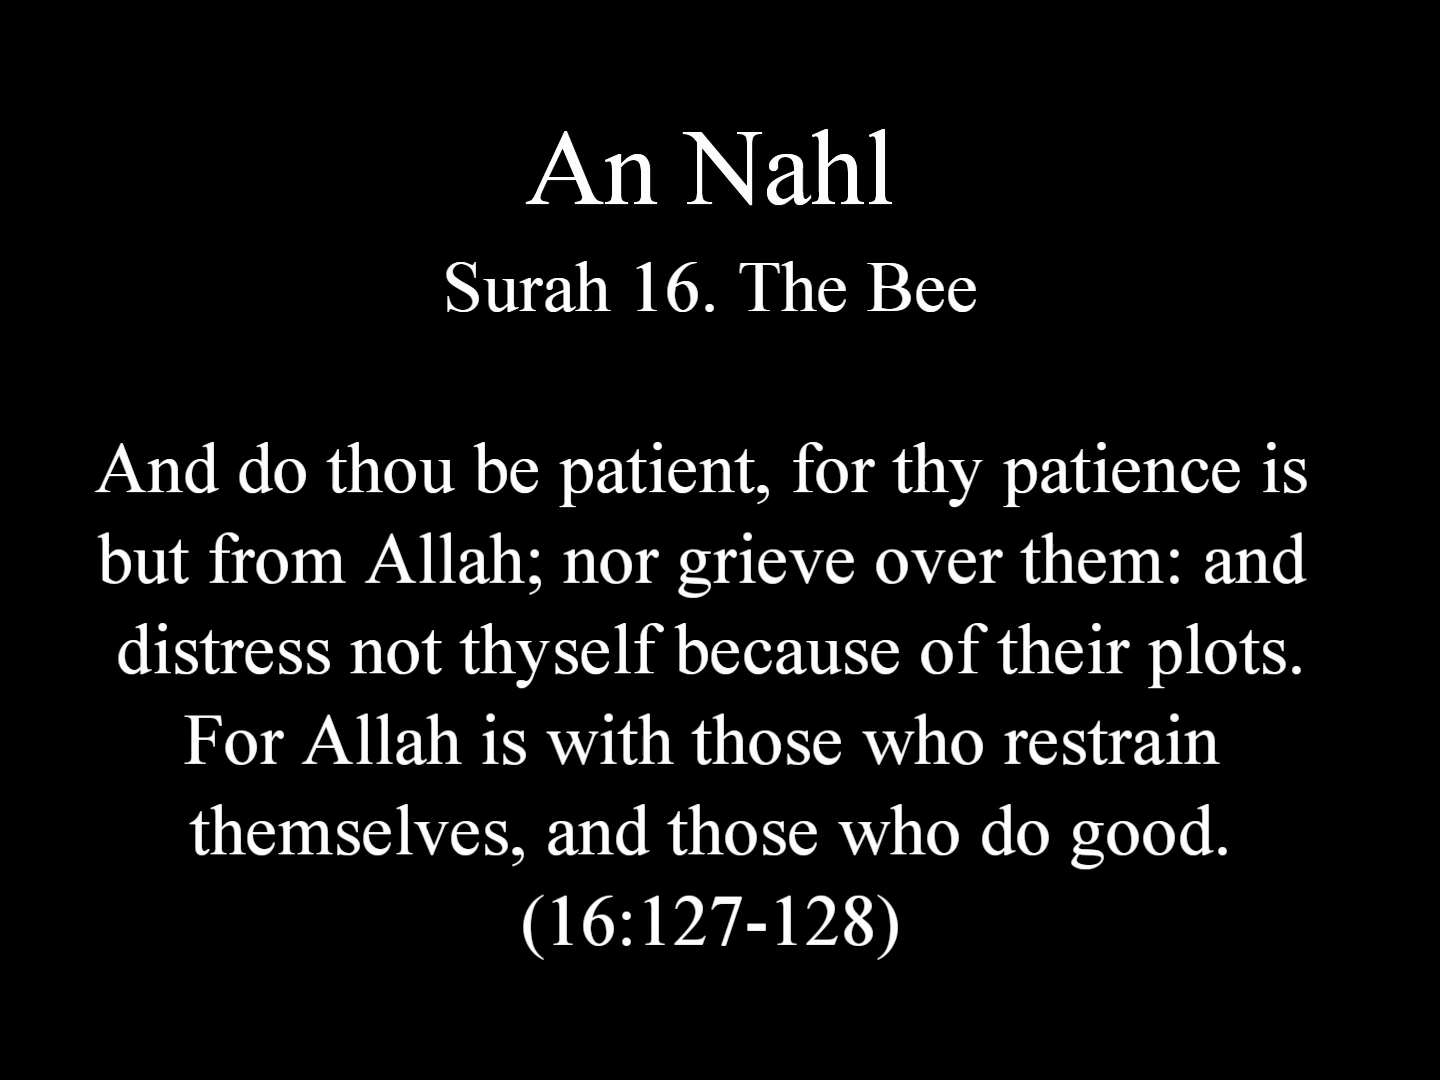 An Nahl
Surah 16. The Bee
And do thou be patient, for thy patience is
but from Allah; nor grieve over them: and
distress not thyself because of their plots.
For Allah is with those who restrain
themselves, and those who do good.
(16:127-128)